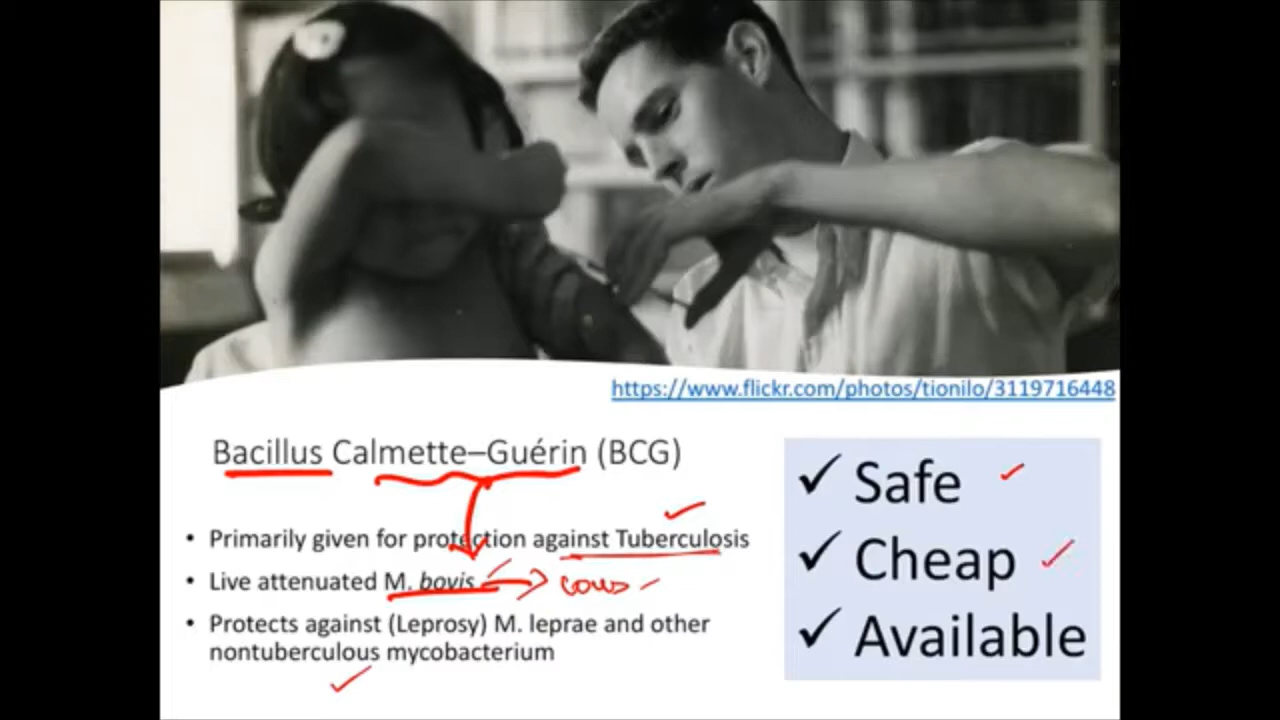 https://www.flickr.com/photos/tionilo/3119716448
Bacillus Calmette–Guérin (BCG)
• Primarily given for protection against Tuberculosis
• Live attenuated M. bovis
cows
• Protects against (Leprosy) M. leprae and other
nontuberculous mycobacterium
✓ Safe
✓ Cheap
✓ Available